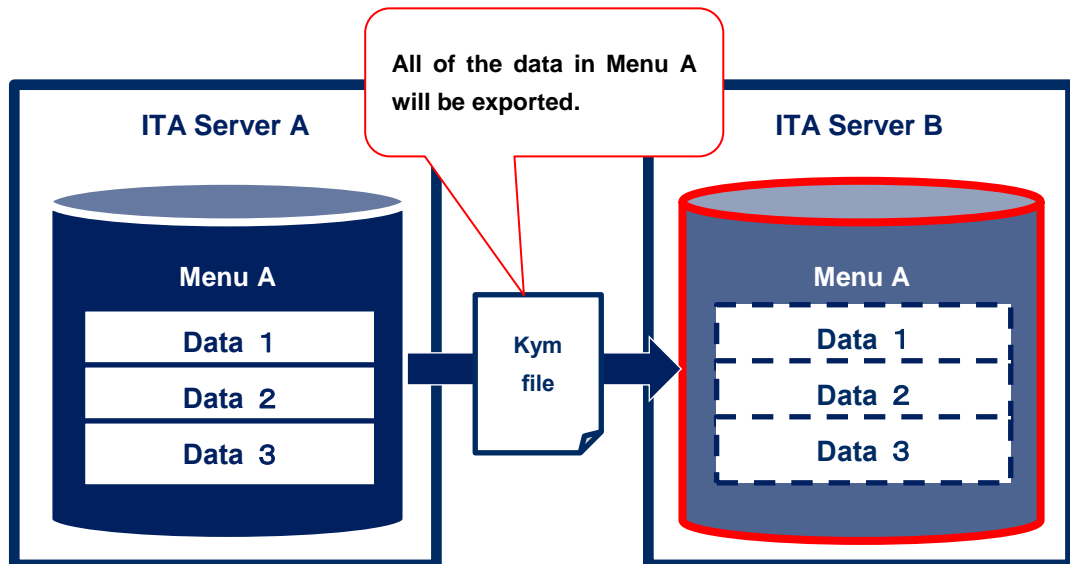 All of the data in Menu A
will be exported.
ITA Server A
ITA Server B
Menu A
Data 1
Data 2
Data 3
Kym
file
Menu A
Data 1
Data 2
Data 3